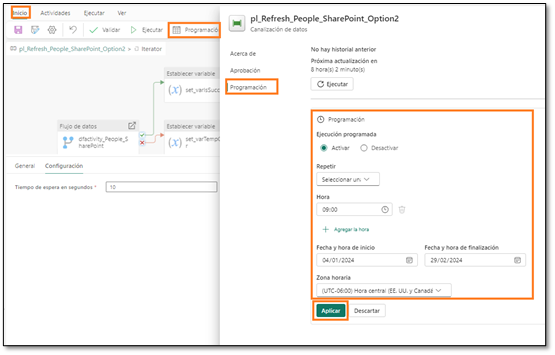 Inicio Actividades Ejecutar Ver
Validar Ejecutar Programación
pl_Refresh_People_SharePoint_Option2 > Iterator
Establecer variable
(x) set_varisSucc
Flujo de datos
dfactivity_People_S
harePoint
Establecer variable
(x) set_varTempo
r
General Configuración
Tiempo de espera en segundos * 10
pl_Refresh_People_SharePoint_Option2
Canalización de datos
Acerca de
Aprobación
Programación
No hay historial anterior
Próxima actualización en
8 hora(s) 2 minuto(s)
Ejecutar
Programación
Ejecución programada
Activar Desactivar
Repetir
Seleccionar un
Hora
09:00
+ Agregar la hora
Fecha y hora de inicio Fecha y hora de finalización
04/01/2024 29/02/2024
Zona horaria
(UTC-06:00) Hora central (EE. UU. y Canadá
Aplicar Descartar